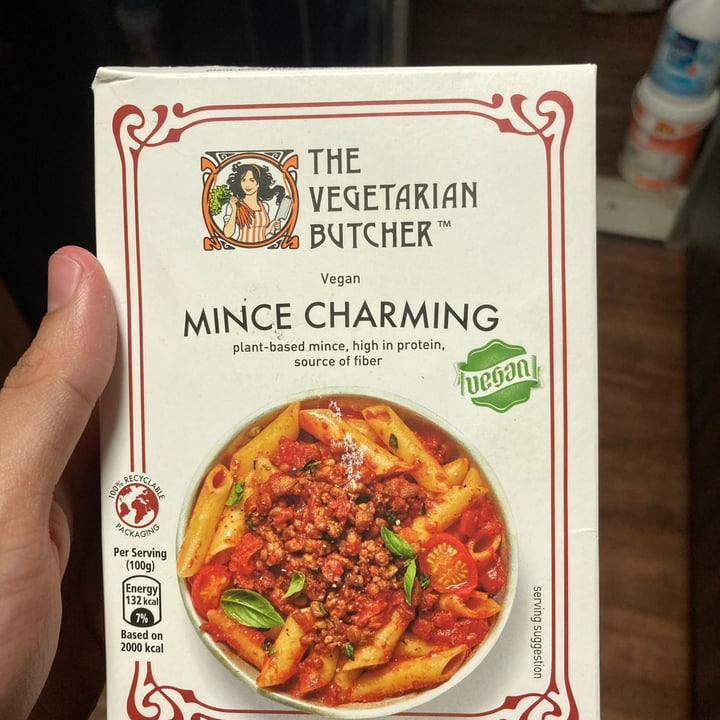 THE
VEGETARIAN
BUTCHER™
Vegan
MINCE CHARMING
plant-based mince, high in protein,
source of fiber
vegan
100% RECYCLABLE
PACKAGING
Per Serving
(100g)
Energy
132 kcal
7%
Based on
2000 kcal
serving suggestion